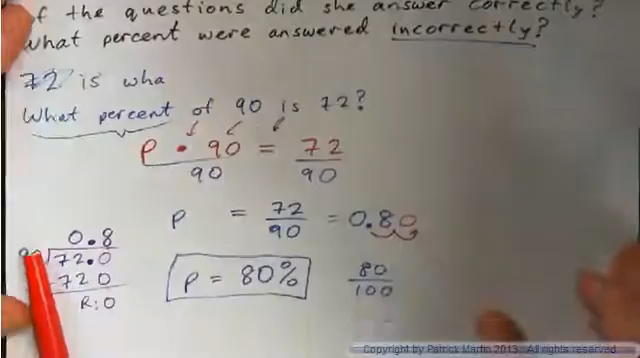 of the questions did she answer correctly?
What percent were answered incorrectly?
72 is wha
What percent of 90 is 72?
p • 90 = 72
90 90
p = 72/90 = 0.80
0.8
90 72.0
720
R:0
p = 80%
80/100
Copyright by Patrick Martin 2013. All rights reserved